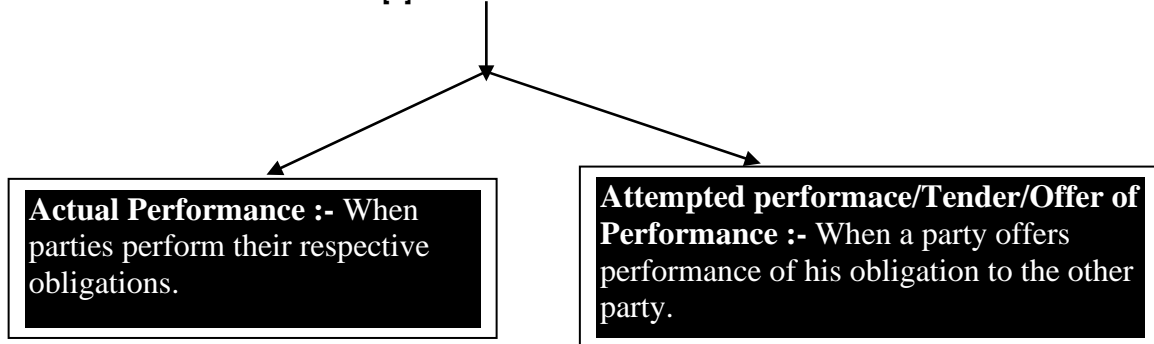 Actual Performance :- When
parties perform their respective
obligations.
Attempted performace/Tender/Offer of
Performance :- When a party offers
performance of his obligation to the other
party.